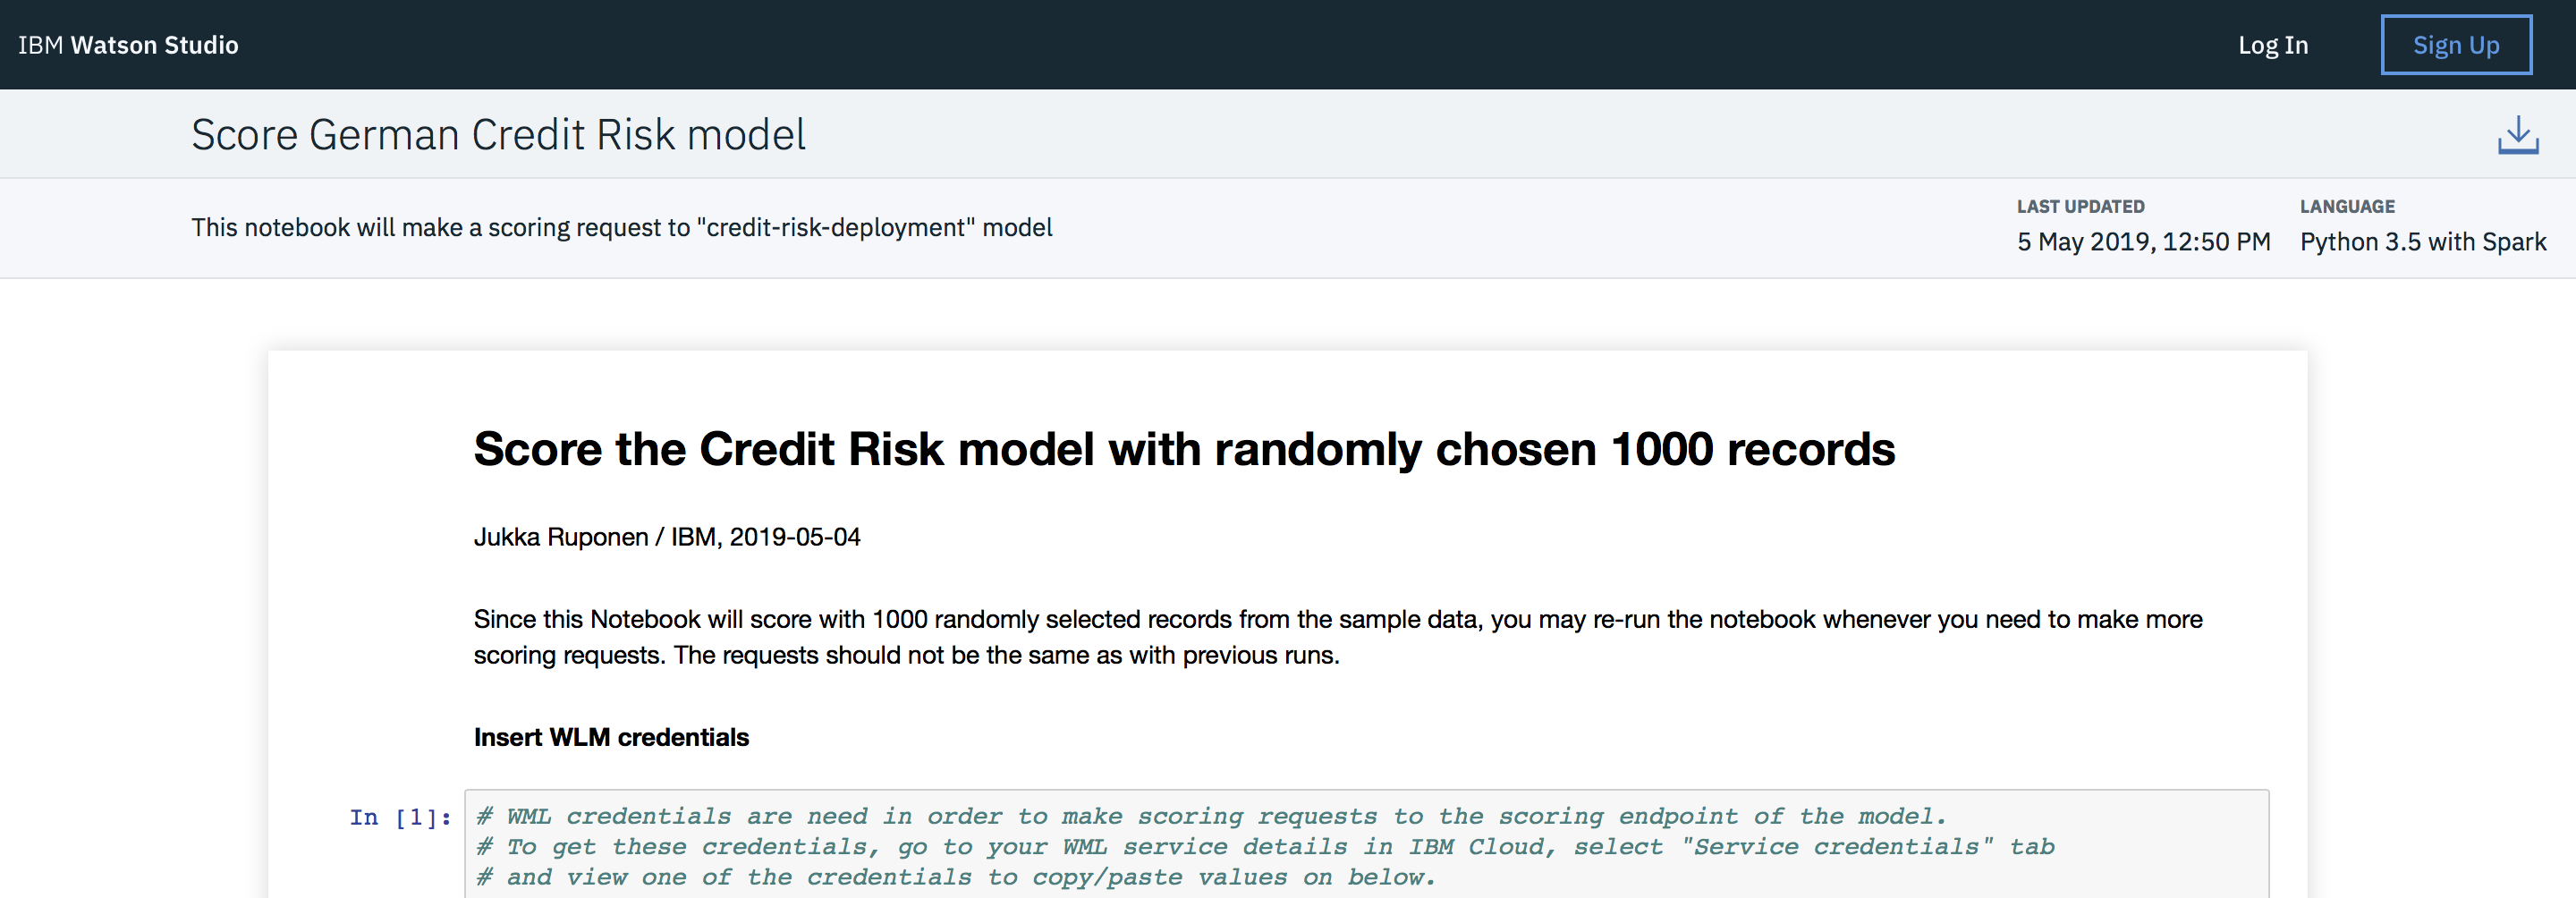 IBM Watson Studio
Log In
Sign Up
Score German Credit Risk model
This notebook will make a scoring request to "credit-risk-deployment" model
LAST UPDATED
5 May 2019, 12:50 PM
LANGUAGE
Python 3.5 with Spark
Score the Credit Risk model with randomly chosen 1000 records
Jukka Ruponen / IBM, 2019-05-04
Since this Notebook will score with 1000 randomly selected records from the sample data, you may re-run the notebook whenever you need to make more
scoring requests. The requests should not be the same as with previous runs.
Insert WLM credentials
In [1]:
# WML credentials are need in order to make scoring requests to the scoring endpoint of the model.
# To get these credentials, go to your WML service details in IBM Cloud, select "Service credentials" tab
# and view one of the credentials to copy/paste values on below.